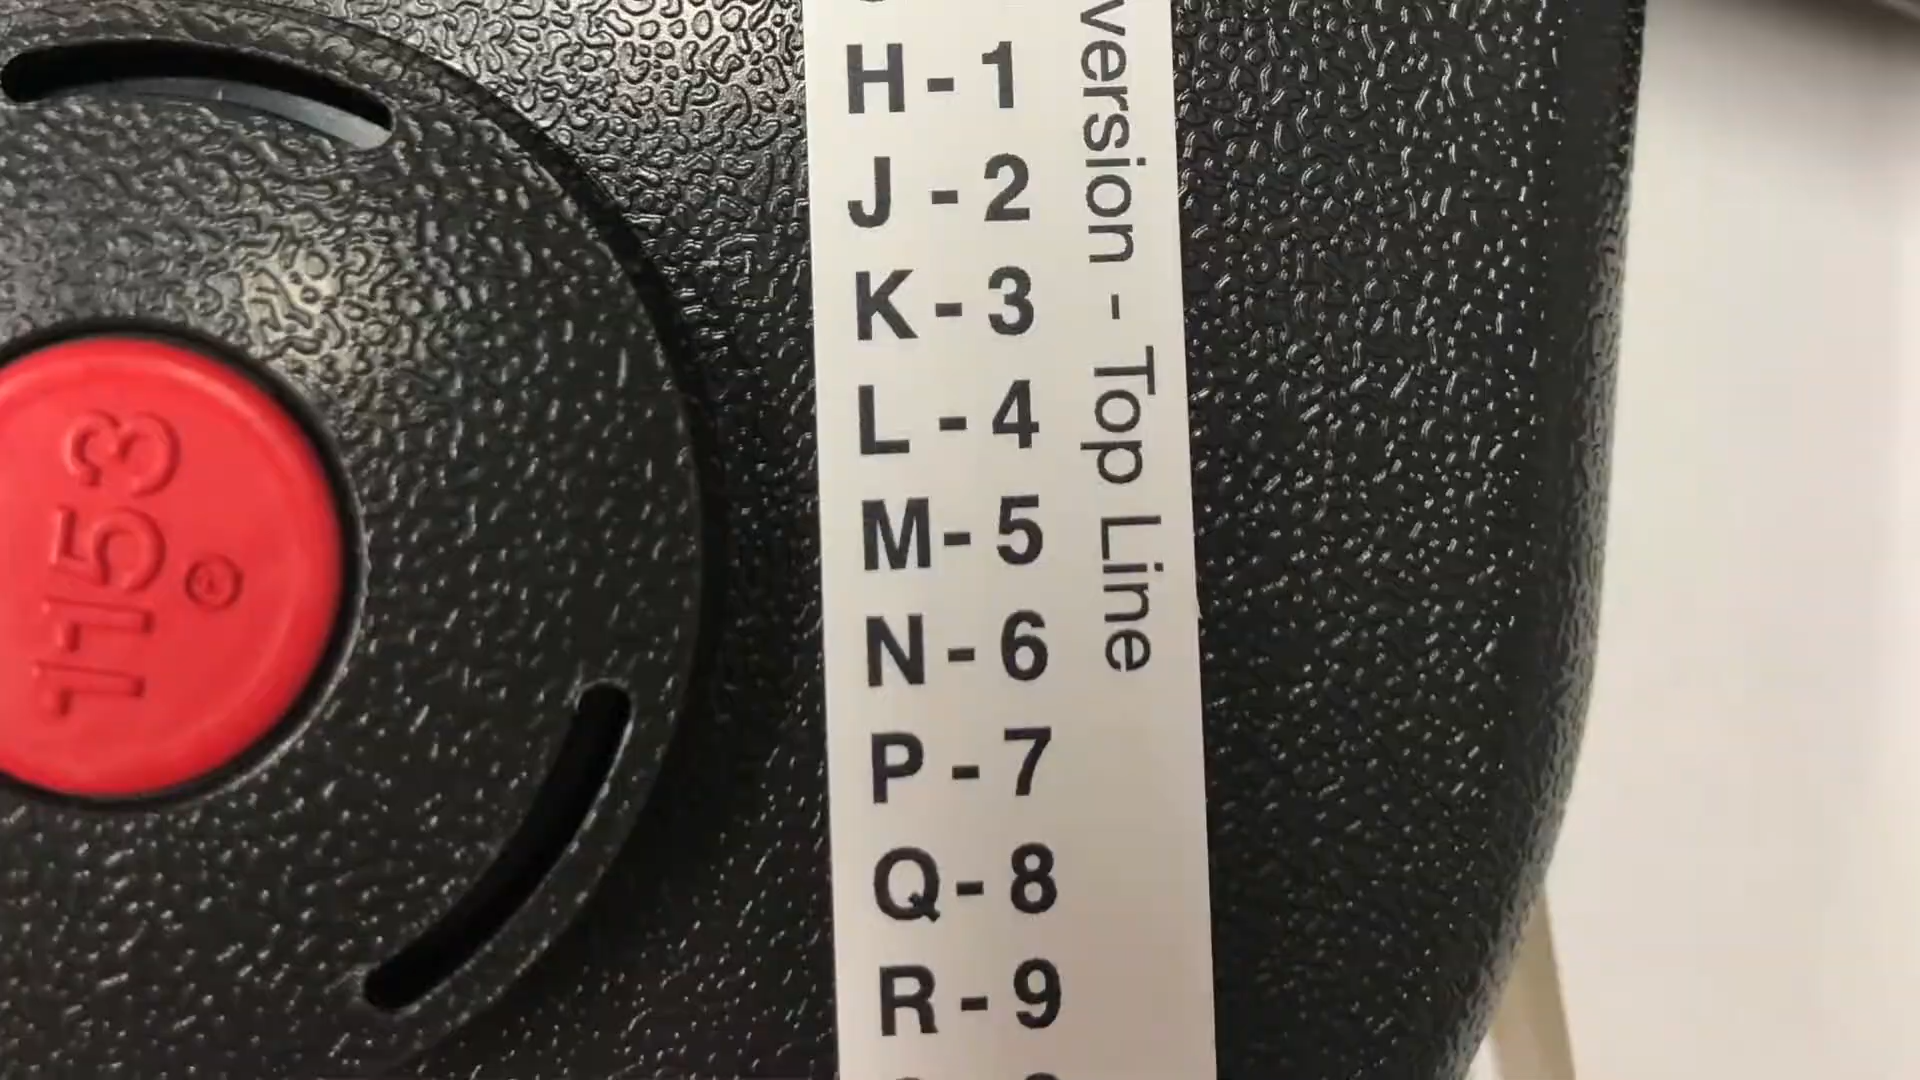 H - 1
J - 2
K - 3
L - 4
M - 5
N - 6
P - 7
Q - 8
R - 9
version - Top Line
1153